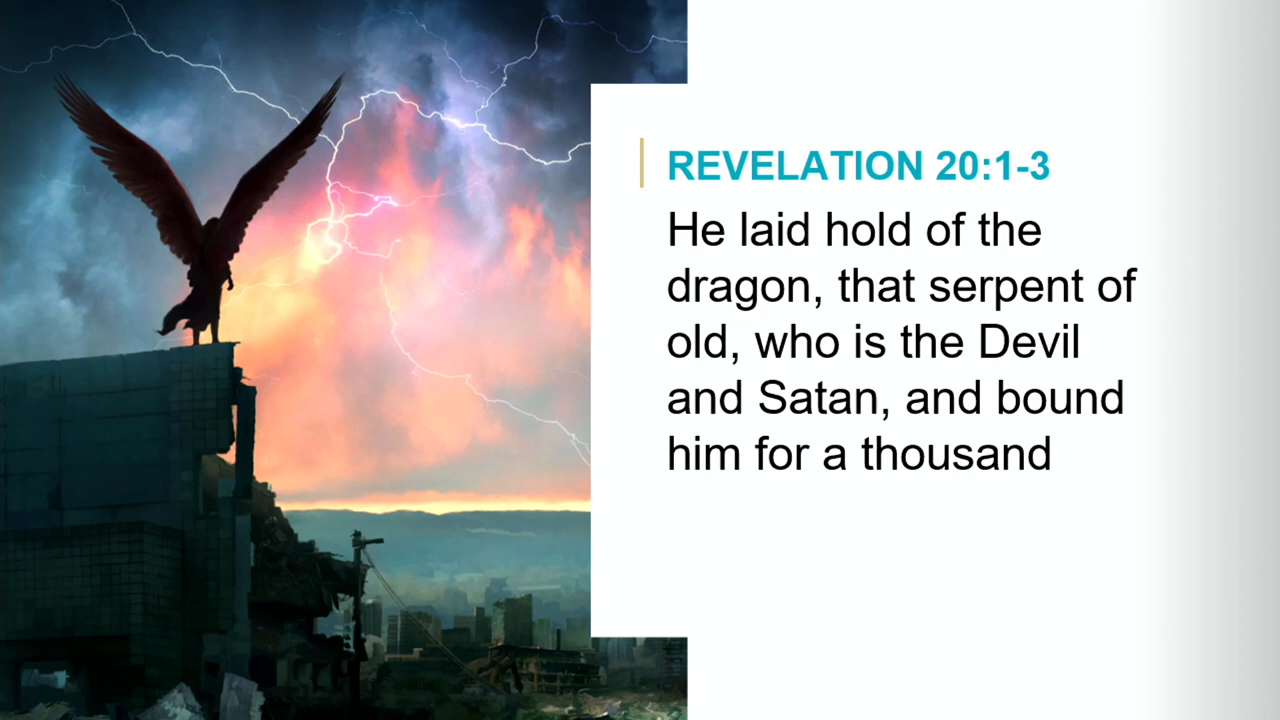 REVELATION 20:1-3
He laid hold of the
dragon, that serpent of
old, who is the Devil
and Satan, and bound
him for a thousand